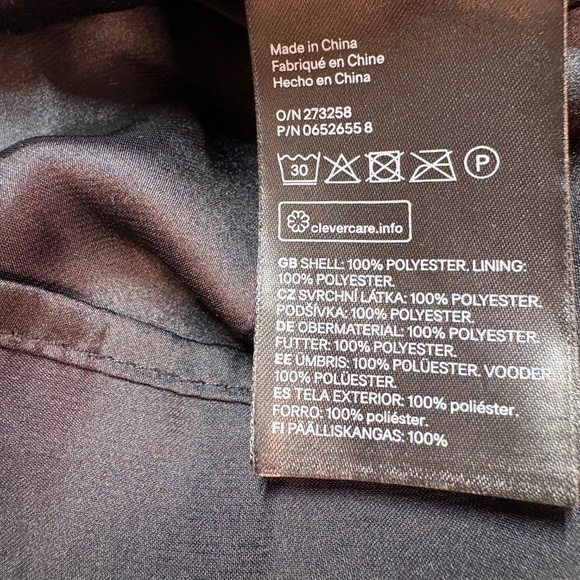 Made in China
Fabriqué en Chine
Hecho en China
O/N 273258
P/N 0652655 8
30
P
clevercare.info
GB SHELL: 100% POLYESTER. LINING:
100% POLYESTER.
CZ SVRCHNÍ LÁTKA: 100% POLYESTER.
PODŠÍVKA: 100% POLYESTER.
DE OBERMATERIAL: 100% POLYESTER.
FUTTER: 100% POLYESTER.
EE ÜMBRIS: 100% POLÜESTER. VOODER:
100% POLÜESTER.
ES TELA EXTERIOR: 100% poliéster.
FORRO: 100% poliéster.
FI PÄÄLLISKANGAS: 100%